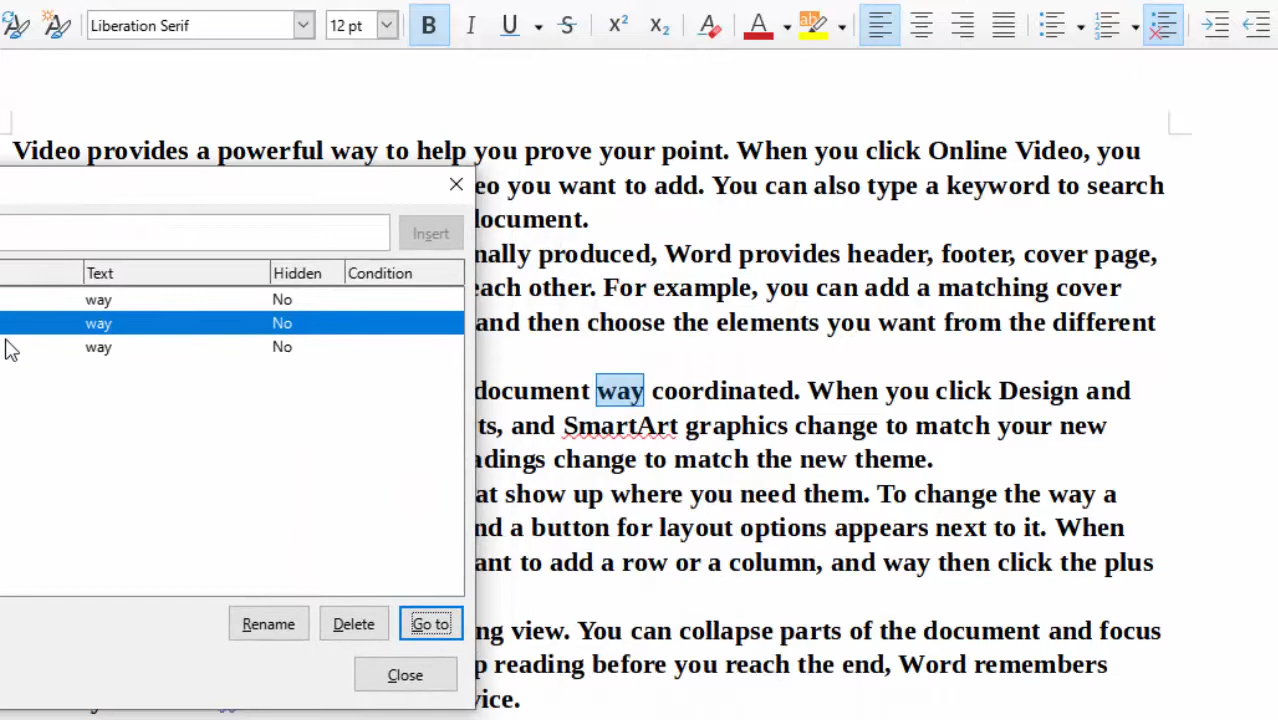 Liberation Serif 12 pt B I U S X² X₂ A
Video provides a powerful way to help you prove your point. When you click Online Video, you
eo you want to add. You can also type a keyword to search
document.
Insert
nally produced, Word provides header, footer, cover page,
Text Hidden Condition
each other. For example, you can add a matching cover
way No
way No
and then choose the elements you want from the different
way No
document way coordinated. When you click Design and
ts, and SmartArt graphics change to match your new
adings change to match the new theme.
at show up where you need them. To change the way a
nd a button for layout options appears next to it. When
ant to add a row or a column, and way then click the plus
Rename Delete Go to
ng view. You can collapse parts of the document and focus
p reading before you reach the end, Word remembers
Close
vice.